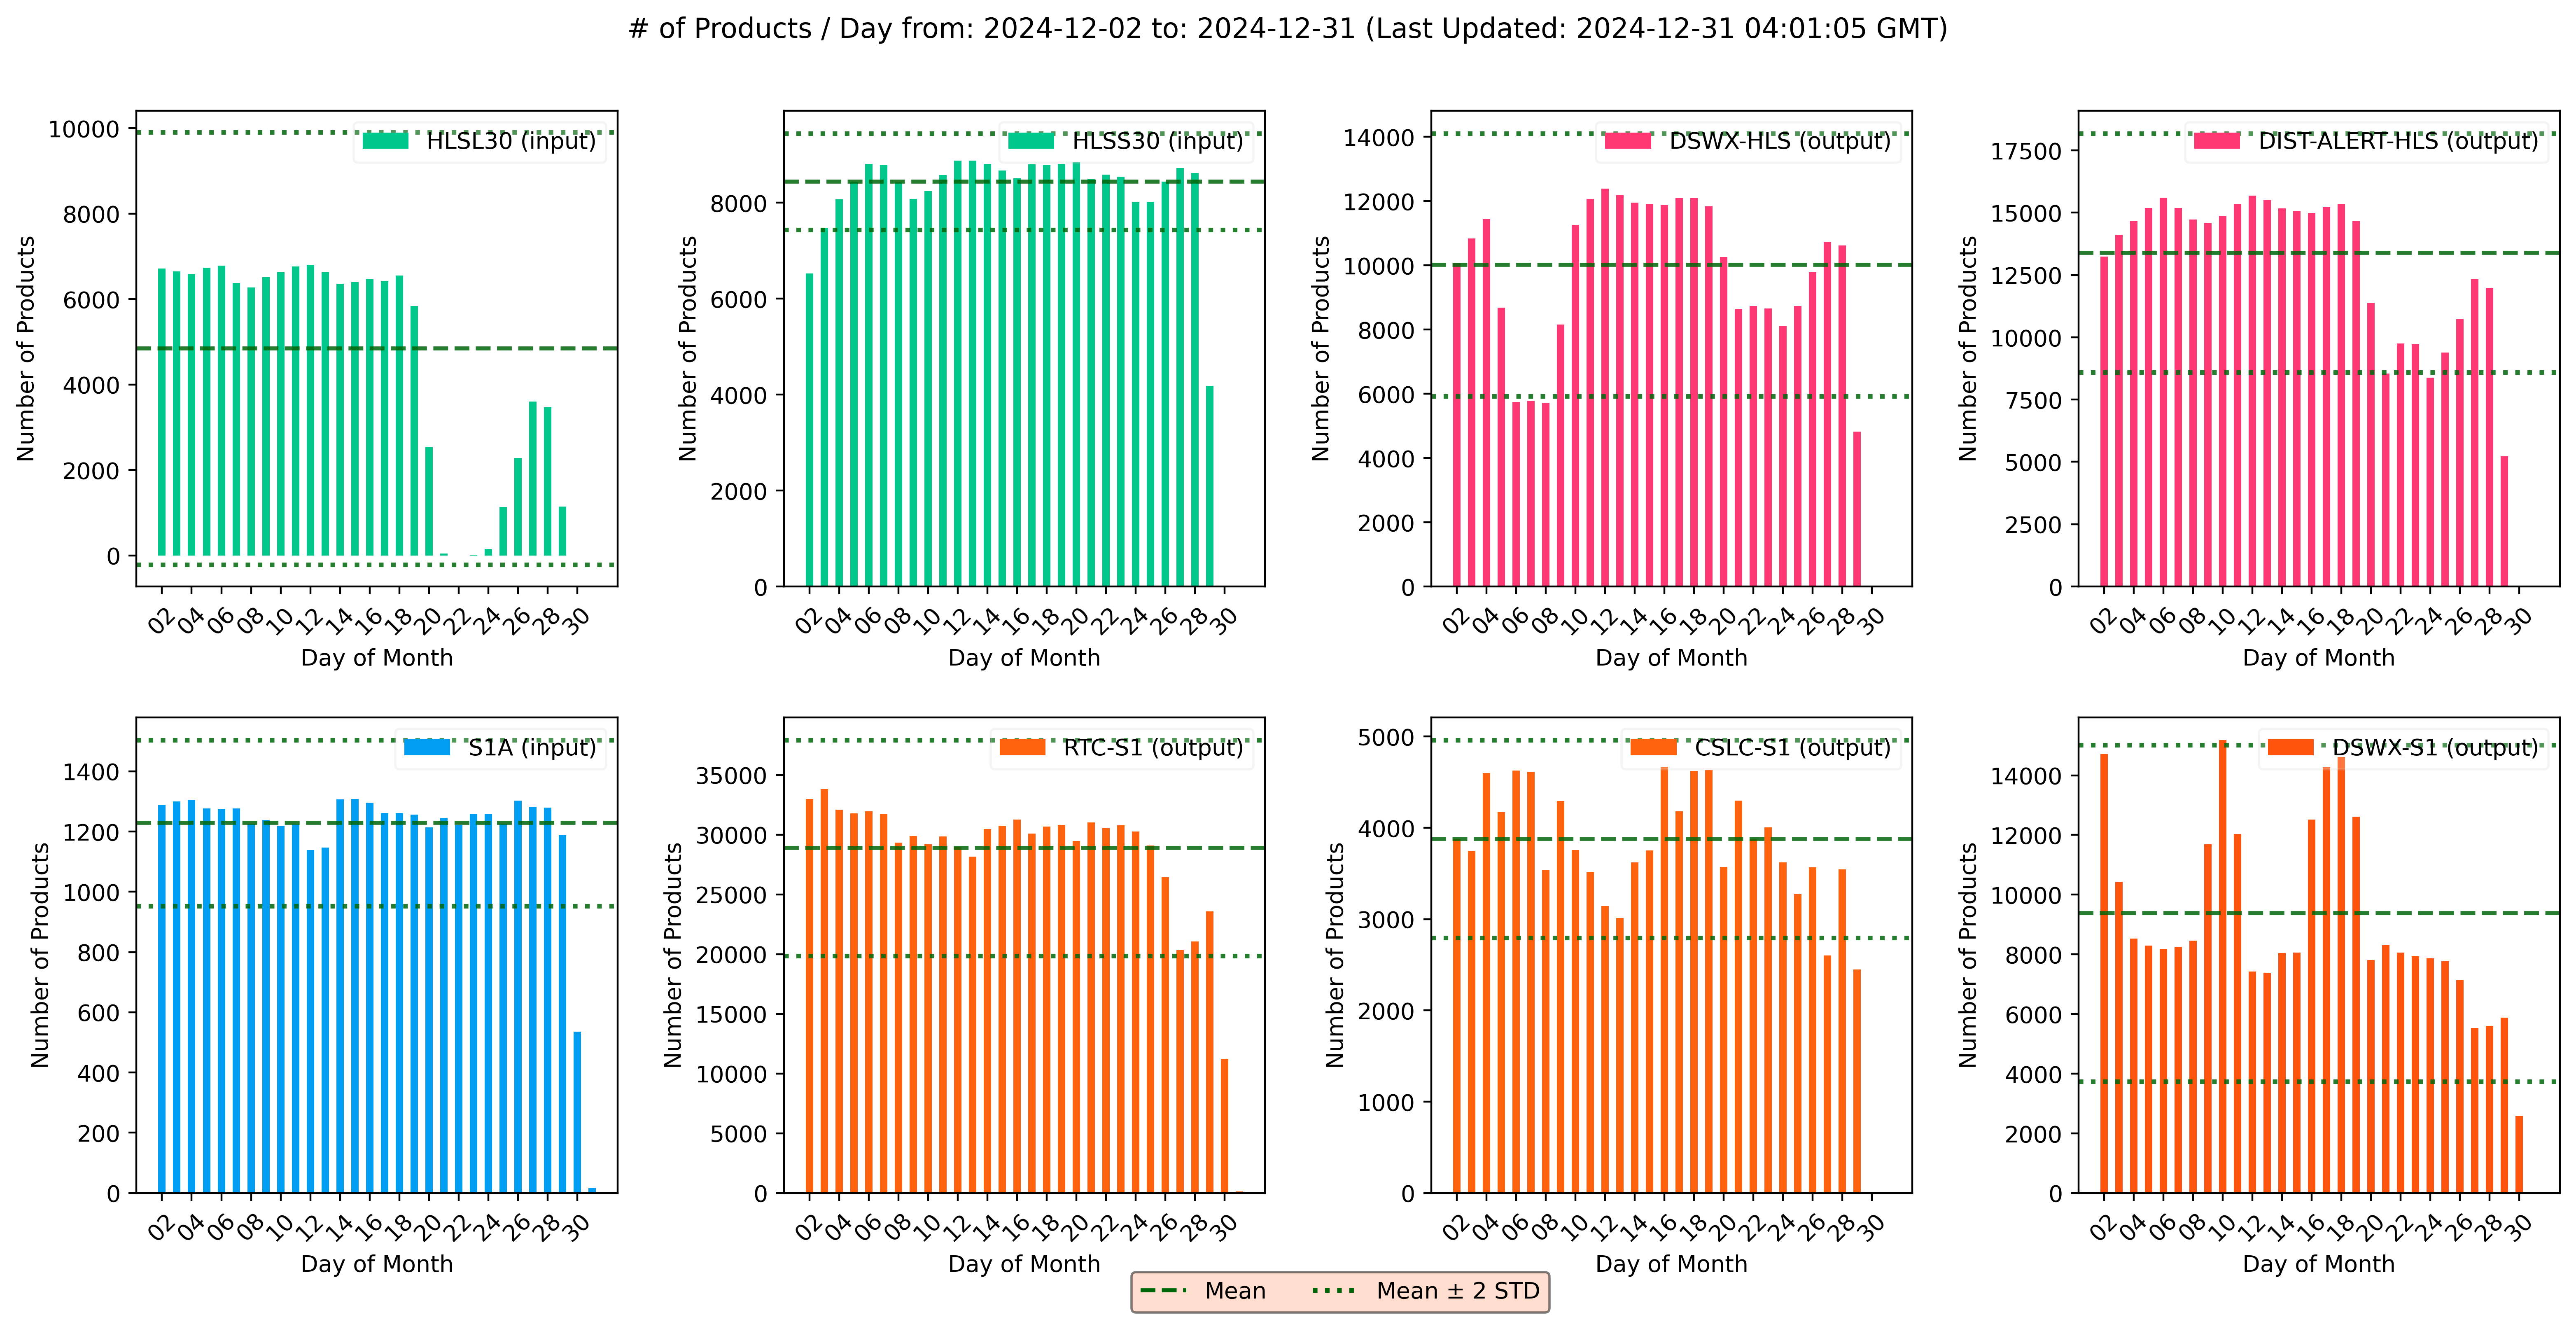 # of Products / Day from: 2024-12-02 to: 2024-12-31 (Last Updated: 2024-12-31 04:01:05 GMT)
HLSL30 (input)
Number of Products
10000
8000
6000
4000
2000
0
02 04 06 08 10 12 14 16 18 20 22 24 26 28 30
Day of Month
HLSS30 (input)
Number of Products
8000
6000
4000
2000
0
02 04 06 08 10 12 14 16 18 20 22 24 26 28 30
Day of Month
DSWX-HLS (output)
Number of Products
14000
12000
10000
8000
6000
4000
2000
0
02 04 06 08 10 12 14 16 18 20 22 24 26 28 30
Day of Month
DIST-ALERT-HLS (output)
Number of Products
17500
15000
12500
10000
7500
5000
2500
0
02 04 06 08 10 12 14 16 18 20 22 24 26 28 30
Day of Month
S1A (input)
Number of Products
1400
1200
1000
800
600
400
200
0
02 04 06 08 10 12 14 16 18 20 22 24 26 28 30
Day of Month
RTC-S1 (output)
Number of Products
35000
30000
25000
20000
15000
10000
5000
0
02 04 06 08 10 12 14 16 18 20 22 24 26 28 30
Day of Month
CSLC-S1 (output)
Number of Products
5000
4000
3000
2000
1000
0
02 04 06 08 10 12 14 16 18 20 22 24 26 28 30
Day of Month
DSWX-S1 (output)
Number of Products
14000
12000
10000
8000
6000
4000
2000
0
02 04 06 08 10 12 14 16 18 20 22 24 26 28 30
Day of Month
Mean
Mean ± 2 STD